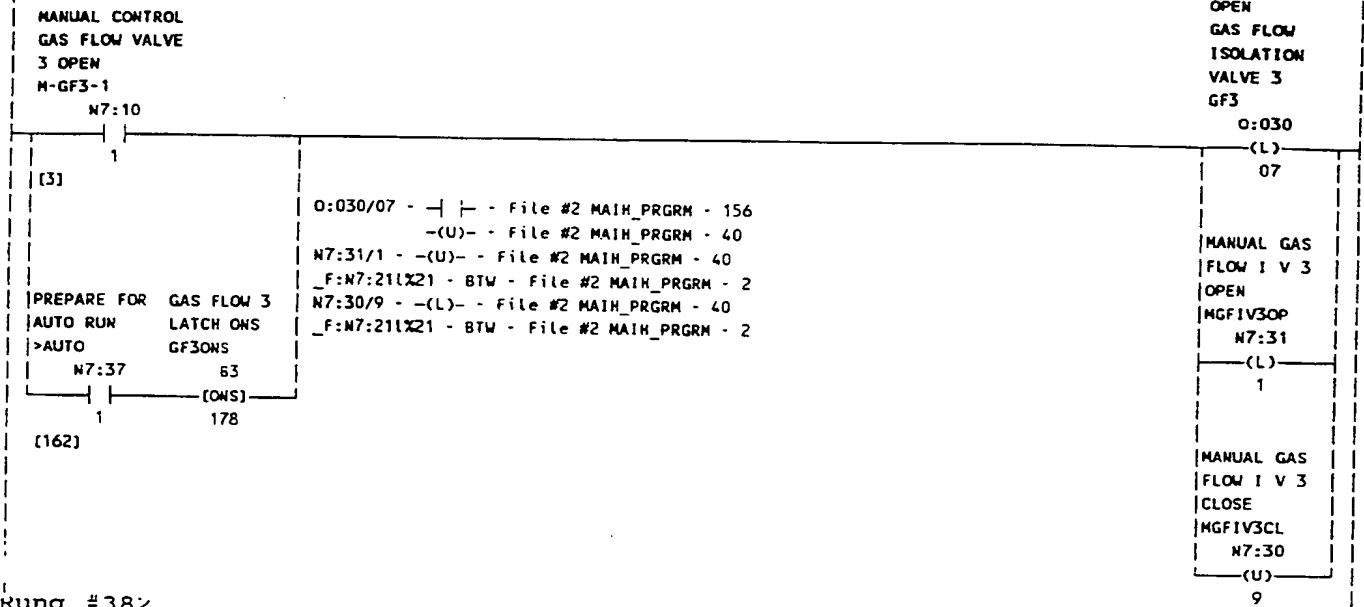 MANUAL CONTROL
GAS FLOW VALVE
3 OPEN
M-GF3-1
N7:10
1
[3]
OPEN
GAS FLOW
ISOLATION
VALVE 3
GF3
O:030
(L)
07
O:030/07 - —| |— - File #2 MAIN_PRGRM - 156
-(U)- - File #2 MAIN_PRGRM - 40
N7:31/1 - -(U)- - File #2 MAIN_PRGRM - 40
_F:N7:211%21 - BTW - File #2 MAIN_PRGRM - 2
N7:30/9 - -(L)- - File #2 MAIN_PRGRM - 40
_F:N7:211%21 - BTW - File #2 MAIN_PRGRM - 2
PREPARE FOR
AUTO RUN
>AUTO
N7:37
1
[162]
GAS FLOW 3
LATCH ONS
GF3ONS
B3
[ONS]
178
MANUAL GAS
FLOW I V 3
OPEN
MGFIV3OP
N7:31
(L)
1
MANUAL GAS
FLOW I V 3
CLOSE
MGFIV3CL
N7:30
(U)
9
Rung #38>